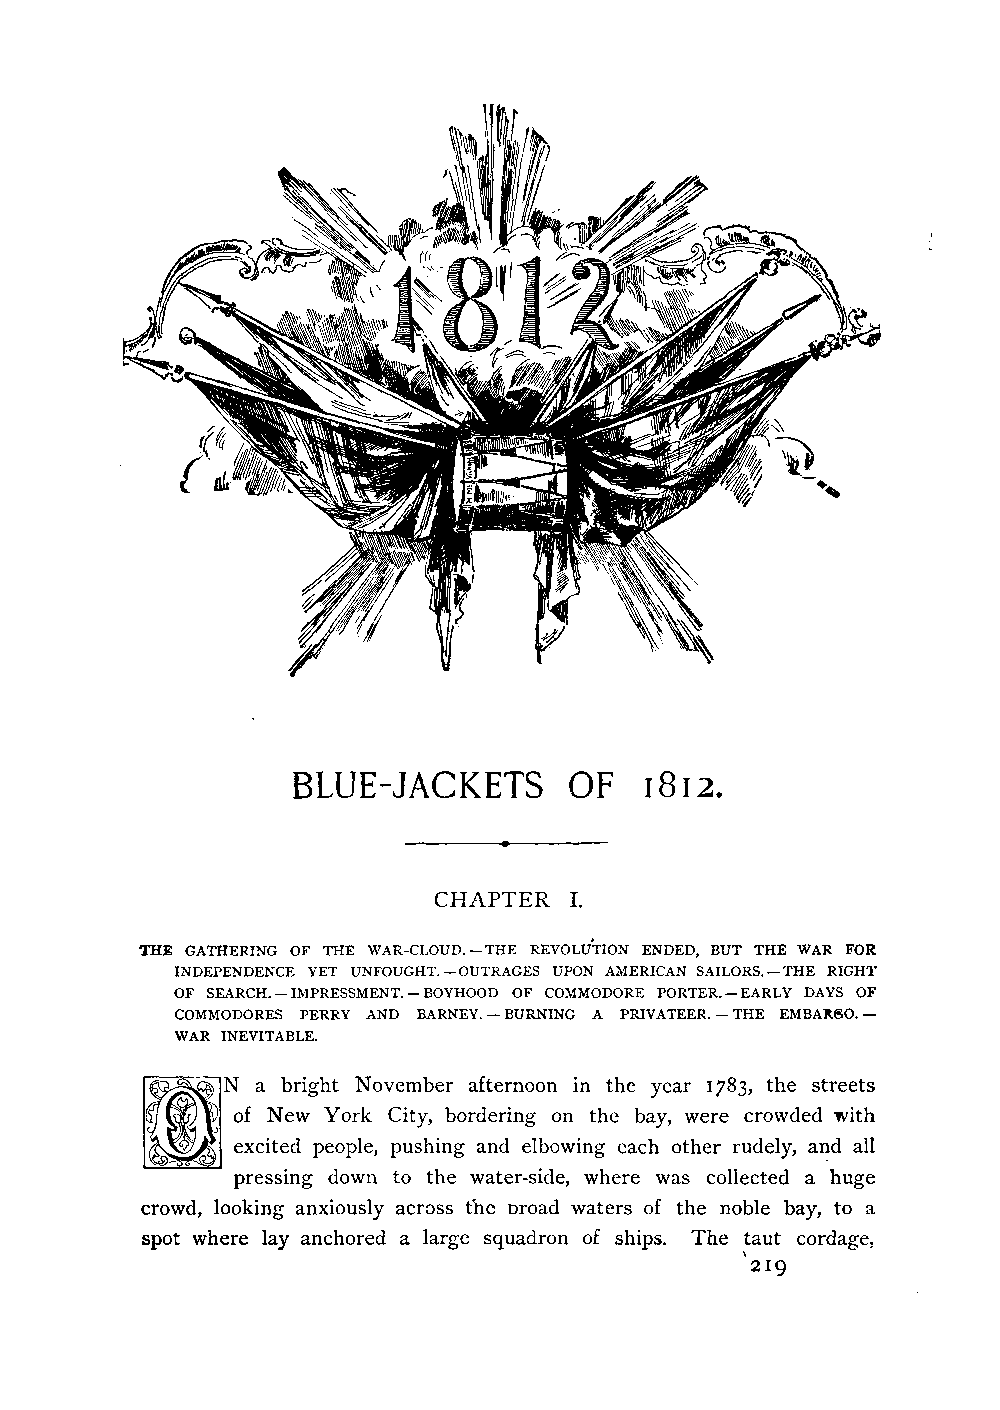 1812
BLUE-JACKETS OF 1812.
CHAPTER I.
THE GATHERING OF THE WAR-CLOUD.—THE REVOLUTION ENDED, BUT THE WAR FOR
INDEPENDENCE YET UNFOUGHT.—OUTRAGES UPON AMERICAN SAILORS.—THE RIGHT
OF SEARCH.—IMPRESSMENT.—BOYHOOD OF COMMODORE PORTER.—EARLY DAYS OF
COMMODORES PERRY AND BARNEY.—BURNING A PRIVATEER.—THE EMBARGO.—
WAR INEVITABLE.
ON a bright November afternoon in the year 1783, the streets
of New York City, bordering on the bay, were crowded with
excited people, pushing and elbowing each other rudely, and all
pressing down to the water-side, where was collected a huge
crowd, looking anxiously across the broad waters of the noble bay, to a
spot where lay anchored a large squadron of ships. The taut cordage,
219